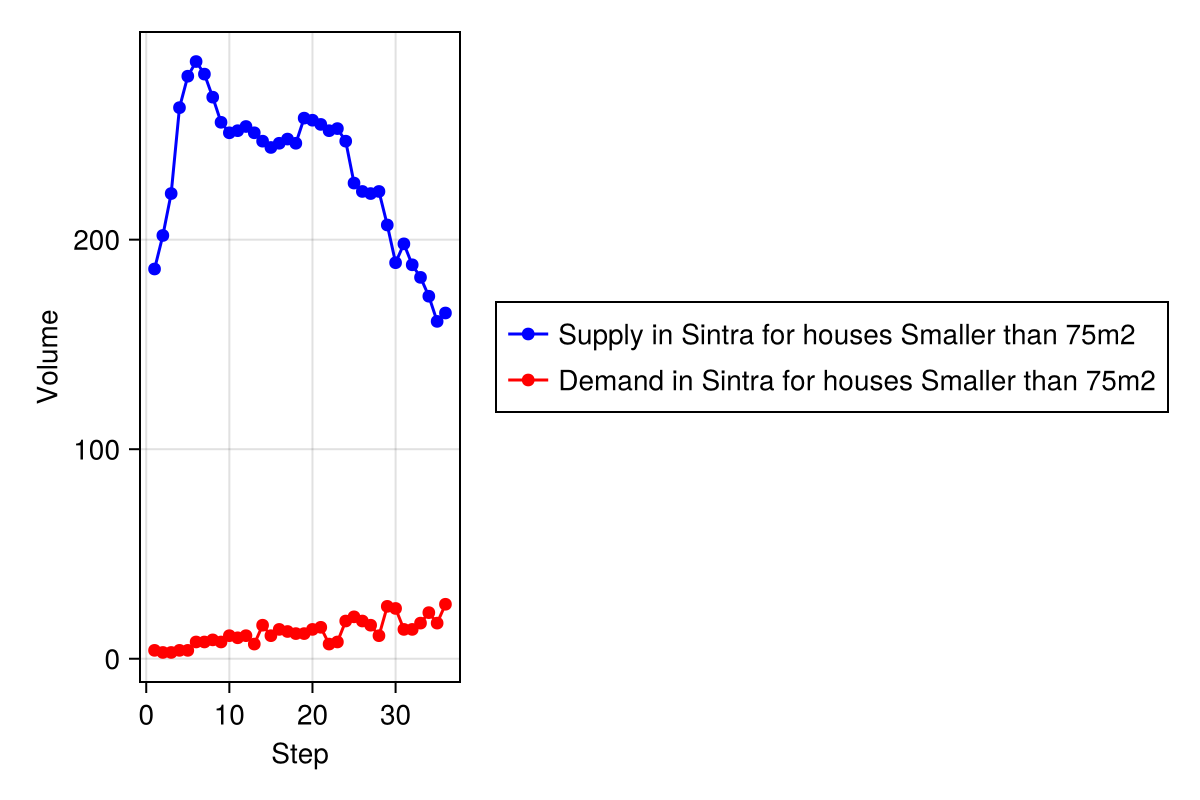 Volume
200
100
0
0 10 20 30
Step
Supply in Sintra for houses Smaller than 75m2
Demand in Sintra for houses Smaller than 75m2